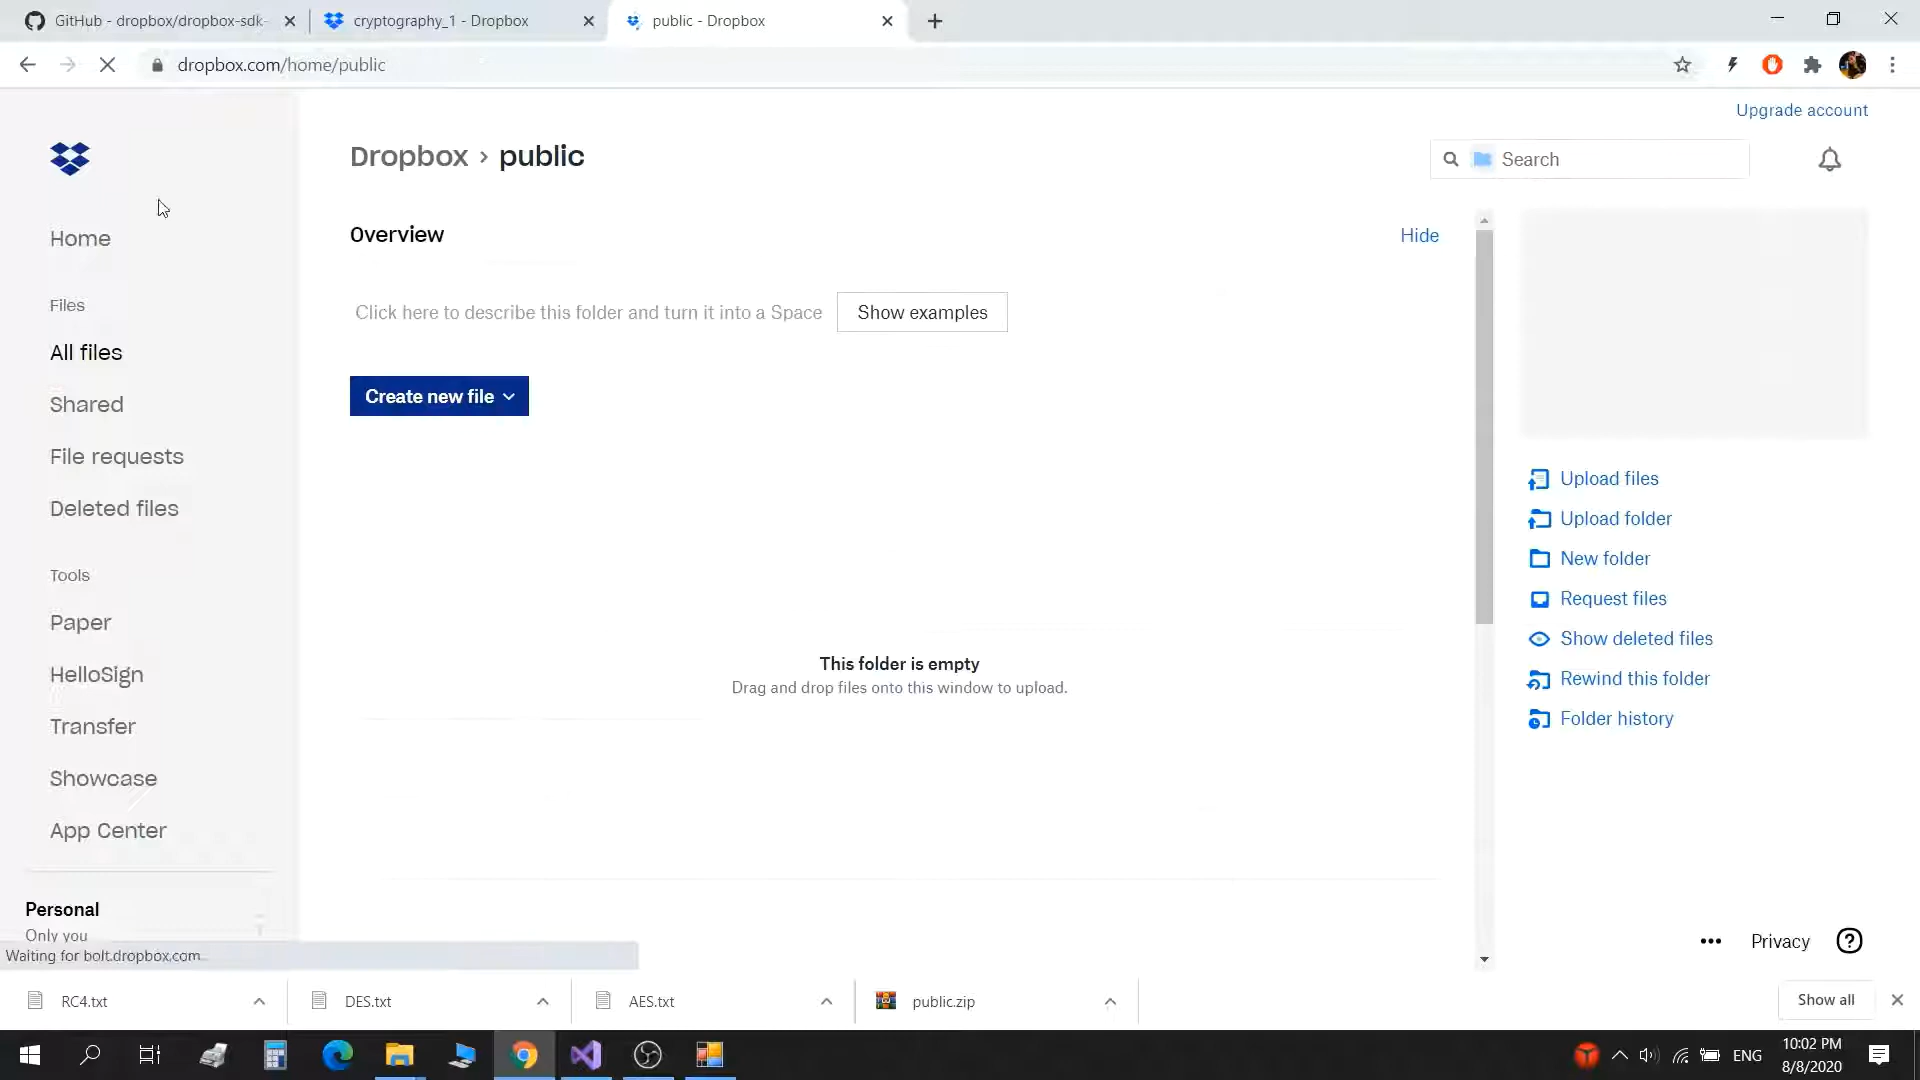 GitHub - dropbox/dropbox-sdk-
cryptography_1 - Dropbox
public - Dropbox
dropbox.com/home/public
Upgrade account
Dropbox › public
Search
Home
Overview
Hide
Files
Click here to describe this folder and turn it into a Space
Show examples
All files
Create new file
Shared
File requests
Deleted files
Upload files
Upload folder
New folder
Request files
Show deleted files
Rewind this folder
Folder history
Tools
Paper
HelloSign
Transfer
Showcase
App Center
This folder is empty
Drag and drop files onto this window to upload.
Personal
Only you
Waiting for bolt.dropbox.com...
Privacy
RC4.txt
DES.txt
AES.txt
public.zip
Show all
ENG
10:02 PM
8/8/2020